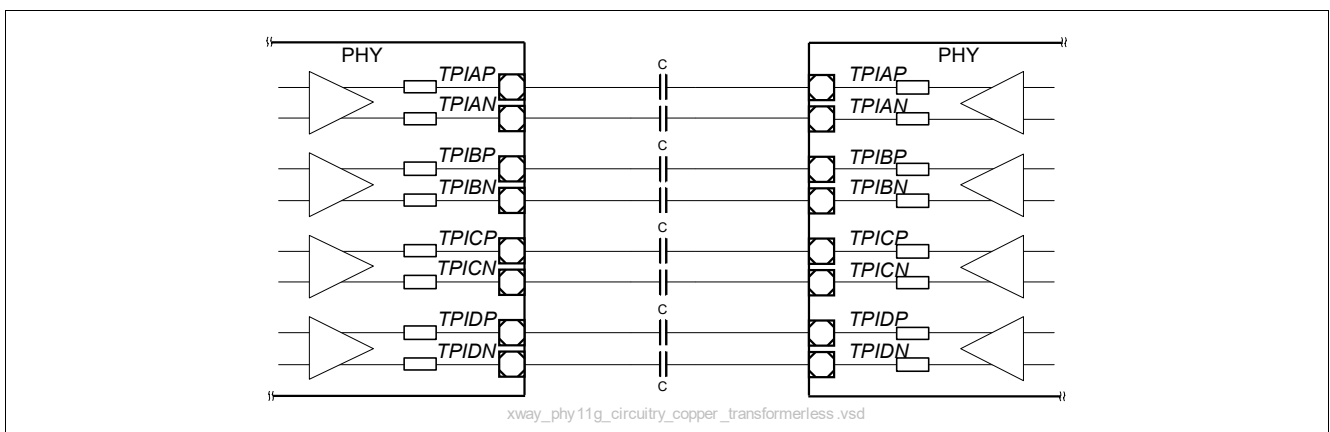 PHY PHY
C
TPIAP TPIAP
TPIAN TPIAN
C
TPIBP TPIBP
TPIBN TPIBN
C
TPICP TPICP
TPICN TPICN
C
TPIDP TPIDP
TPIDN TPIDN
C
xway_phy11g_circuitry_copper_transformerless.vsd